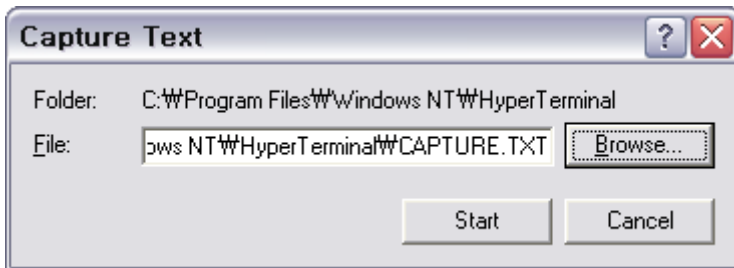 Capture Text
Folder: C:₩Program Files₩Windows NT₩HyperTerminal
File: ows NT₩HyperTerminal₩CAPTURE.TXT Browse...
Start Cancel